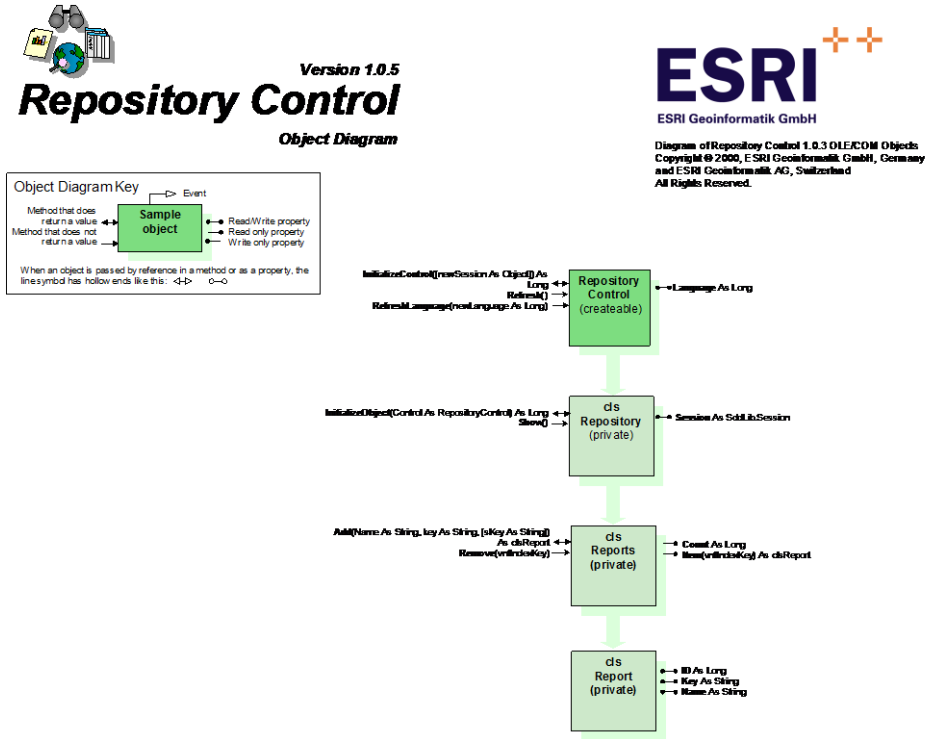 Version 1.0.5
Repository Control
Object Diagram
ESRI
ESRI Geoinformatik GmbH
Diagram of Repository Control 1.0.3 OLE/COM Objects
Copyright © 2000, ESRI Geoinformatik GmbH, Germany
and ESRI Geoinformatik AG, Switzerland
All Rights Reserved.
Object Diagram Key
Event
Method that does
return a value
Method that does not
return a value
Sample
object
Read/Write property
Read only property
Write only property
When an object is passed by reference in a method or as a property, the
line symbol has hollow ends like this:
InitializeControl([newSession As Object]) As
Long
Refresh()
RefreshLanguage(newLanguage As Long)
Repository
Control
(createable)
Language As Long
InitializeObject(Control As RepositoryControl) As Long
Show()
cls
Repository
(private)
Session As SddLib.Session
Add(Name As String, key As String, [sKey As String])
As clsReport
Remove(vntIndexKey)
cls
Reports
(private)
Count As Long
Item(vntIndexKey) As clsReport
cls
Report
(private)
ID As Long
Key As String
Name As String